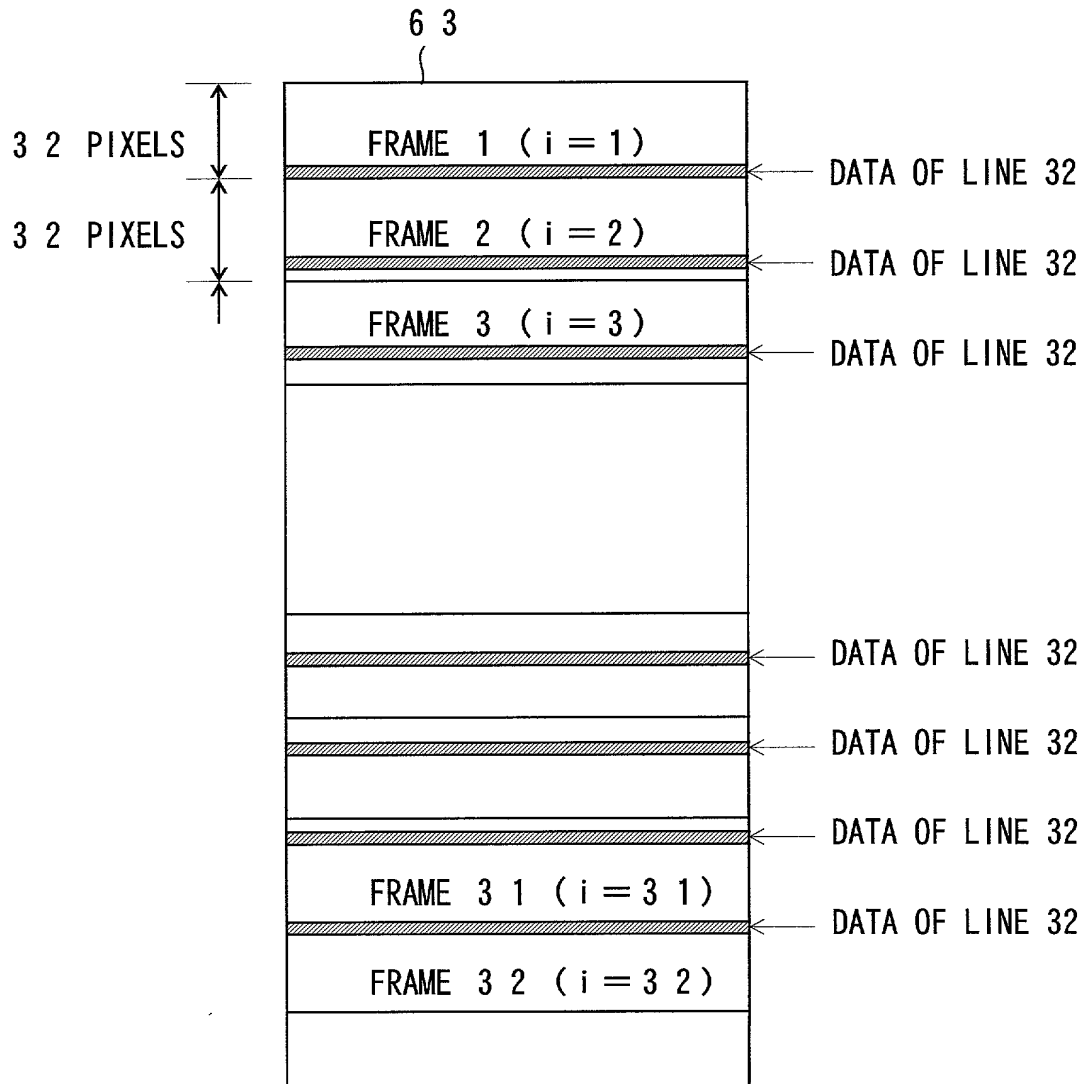 6 3
3 2 PIXELS
FRAME 1 ( i = 1 )
DATA OF LINE 32
3 2 PIXELS
FRAME 2 ( i = 2 )
DATA OF LINE 32
FRAME 3 ( i = 3 )
DATA OF LINE 32
DATA OF LINE 32
DATA OF LINE 32
DATA OF LINE 32
FRAME 3 1 ( i = 3 1 )
DATA OF LINE 32
FRAME 3 2 ( i = 3 2 )